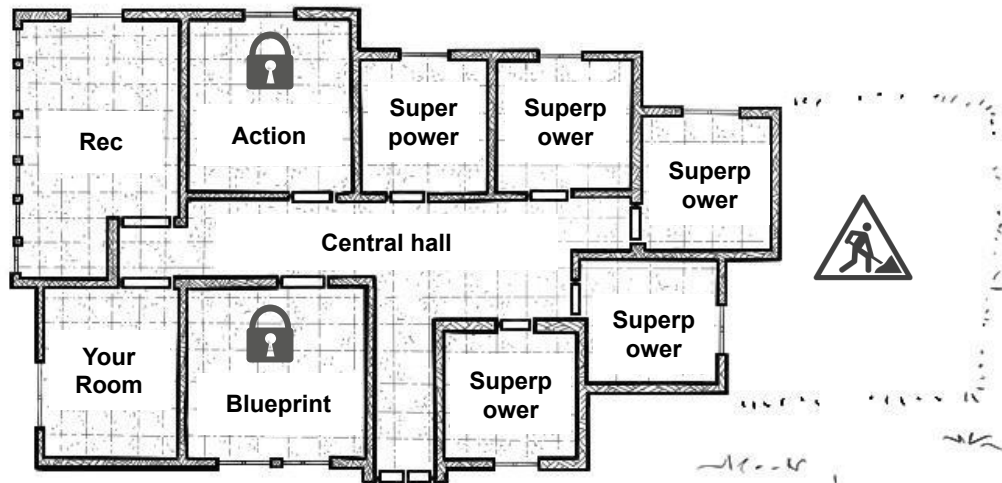 Rec
Action
Super
power
Superp
ower
Superp
ower
Central hall
Superp
ower
Your
Room
Blueprint
Superp
ower